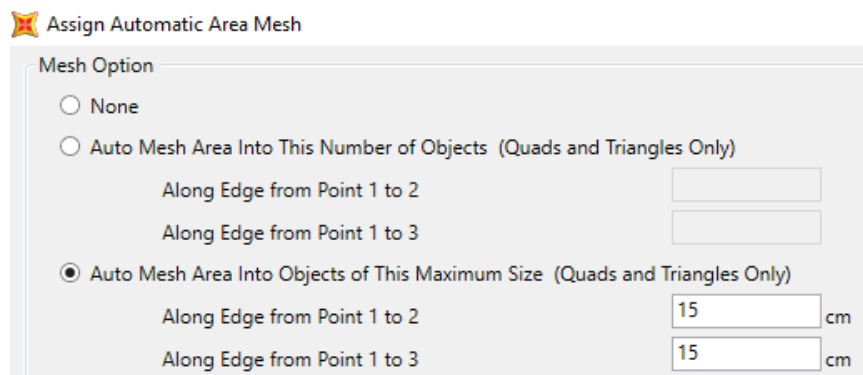 Assign Automatic Area Mesh
Mesh Option
None
Auto Mesh Area Into This Number of Objects (Quads and Triangles Only)
Along Edge from Point 1 to 2
Along Edge from Point 1 to 3
Auto Mesh Area Into Objects of This Maximum Size (Quads and Triangles Only)
Along Edge from Point 1 to 2 15 cm
Along Edge from Point 1 to 3 15 cm